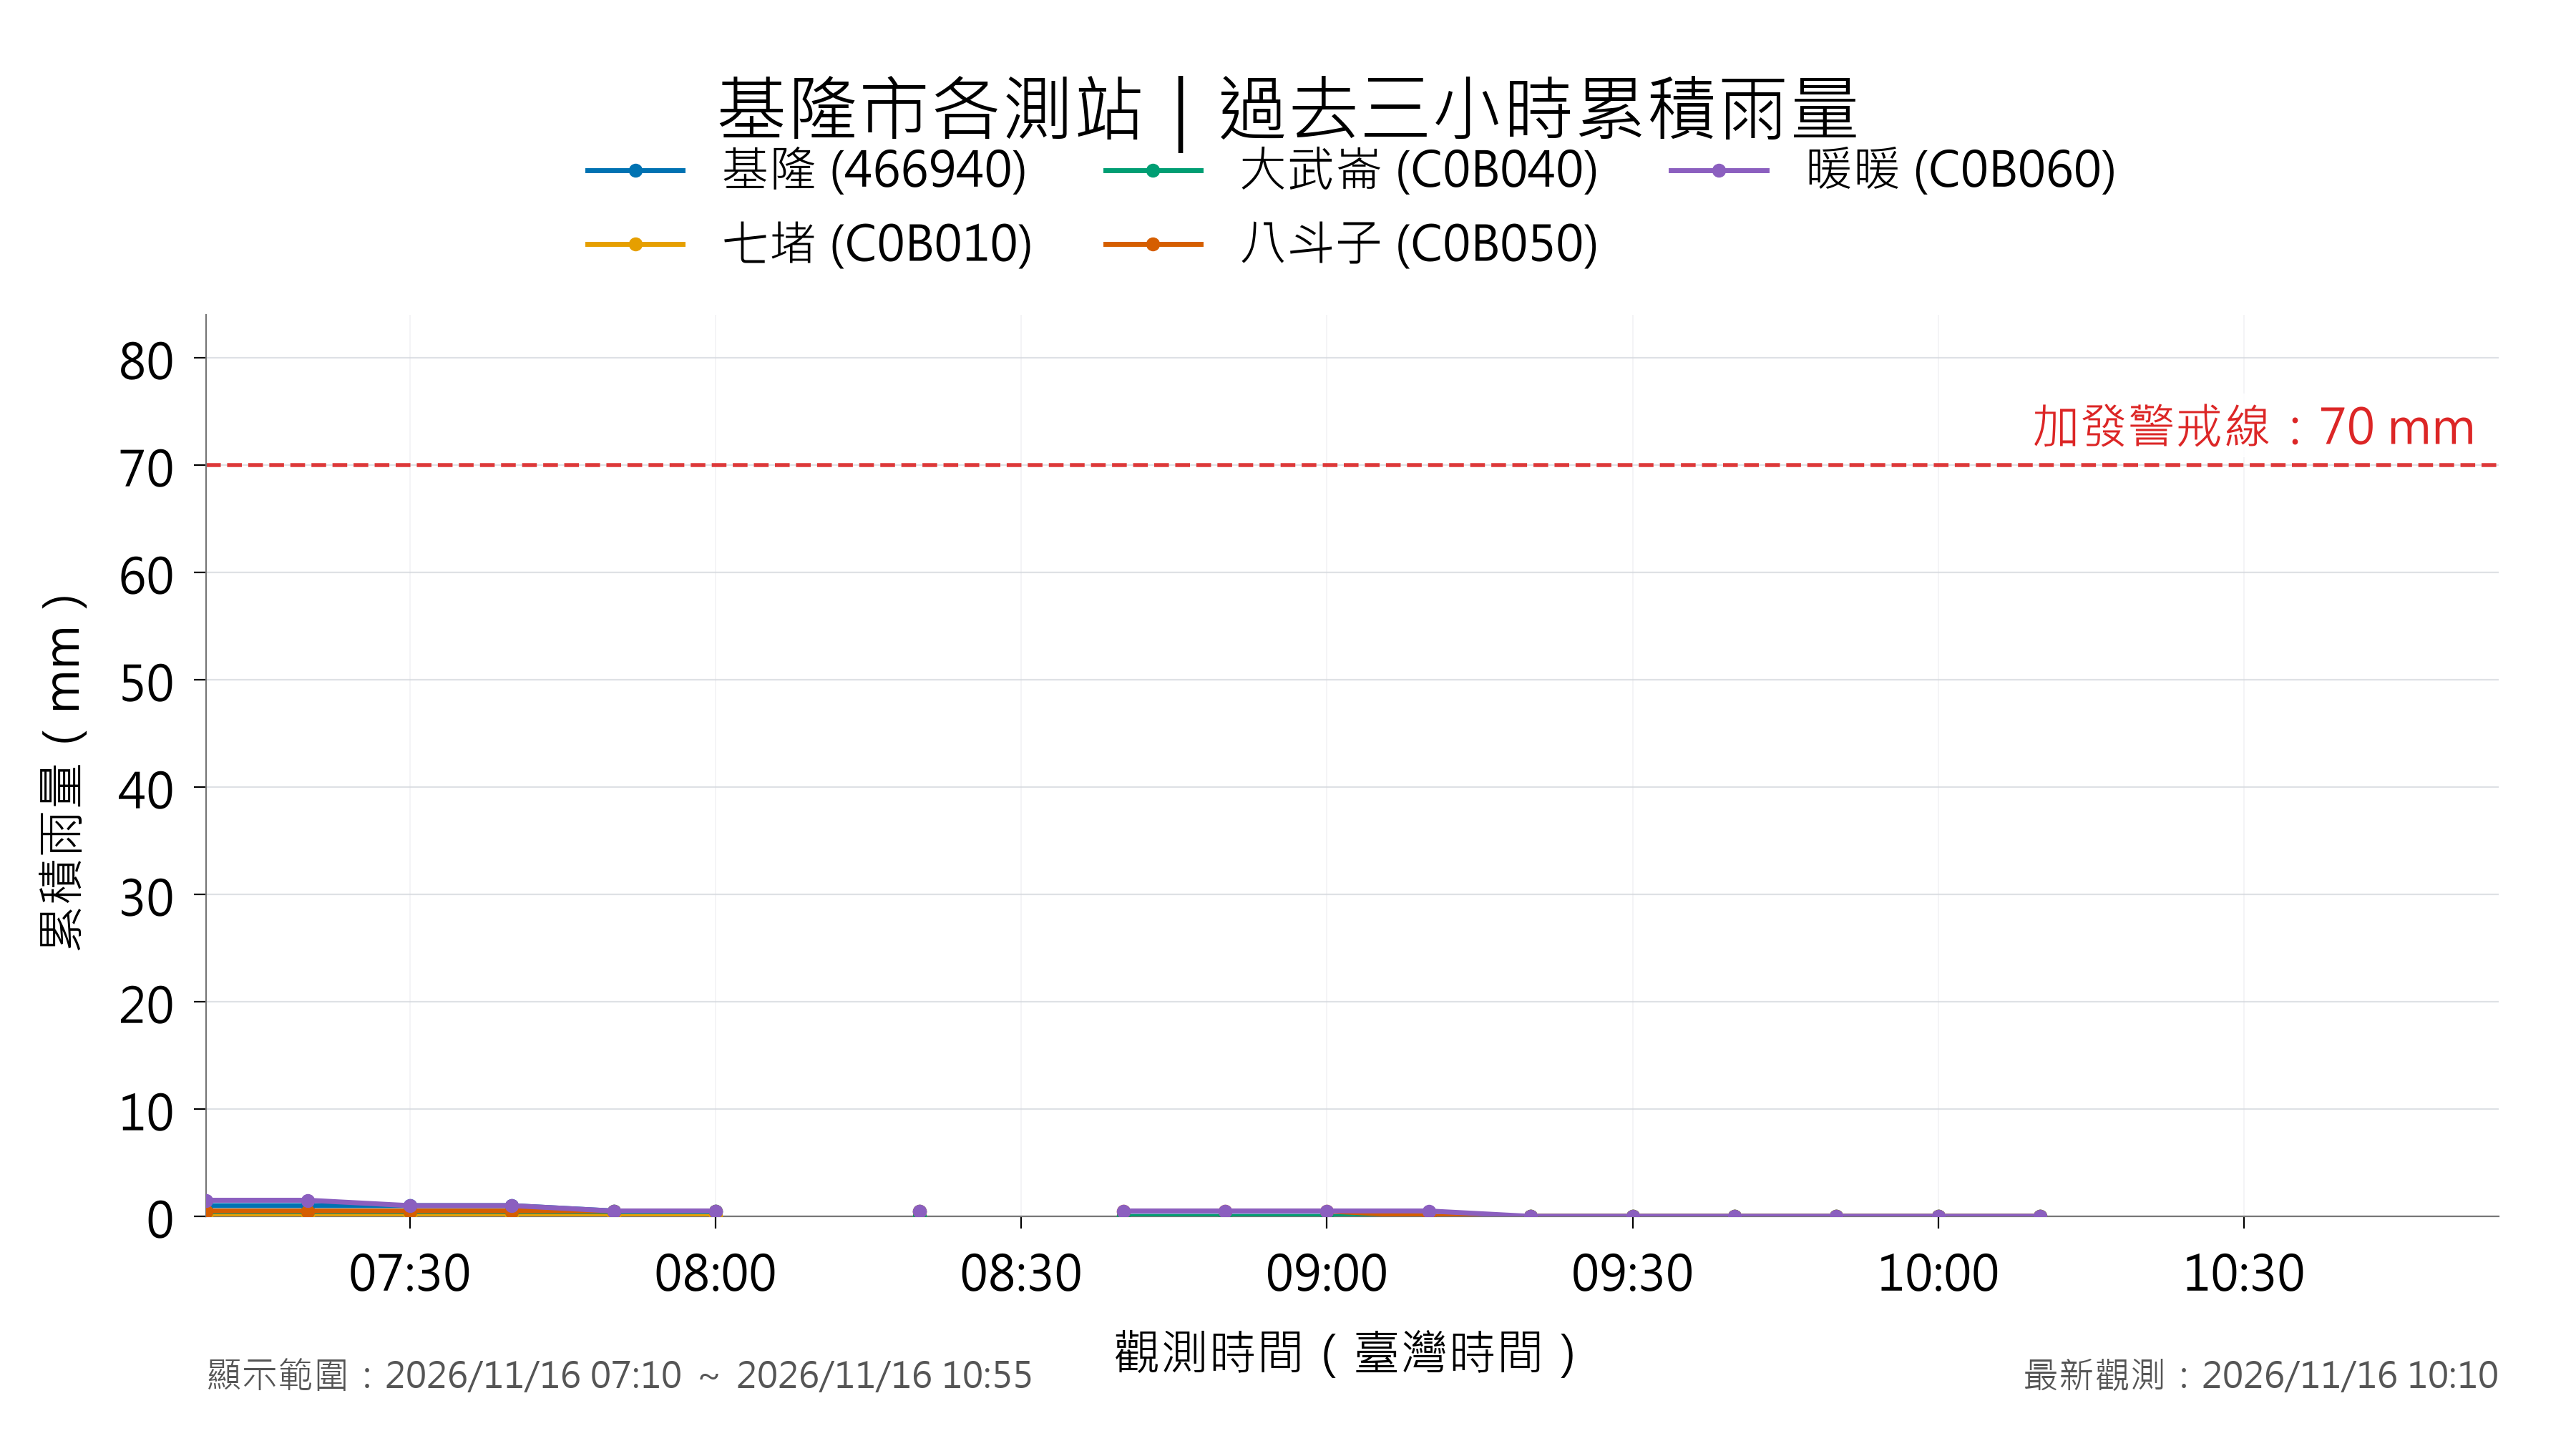 基隆市各測站｜過去三小時累積雨量
基隆 (466940)
大武崙 (C0B040)
暖暖 (C0B060)
七堵 (C0B010)
八斗子 (C0B050)
累積雨量（mm）
80
70
60
50
40
30
20
10
0
加發警戒線：70 mm
07:30
08:00
08:30
09:00
09:30
10:00
10:30
觀測時間（臺灣時間）
顯示範圍：2026/11/16 07:10 ~ 2026/11/16 10:55
最新觀測：2026/11/16 10:10